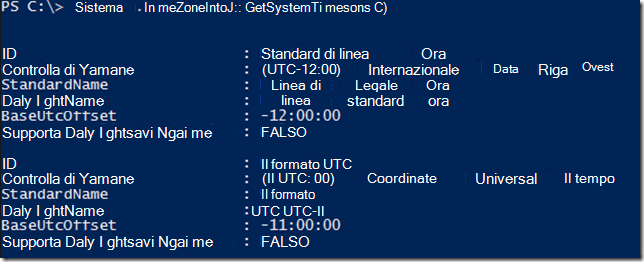 PS C:\> Sistema .In meZoneIntoJ:: GetSystemTi mesons C)
ID : Standard di linea Ora
Controlla di Yamane : (UTC-12:00) Internazionale Data Riga Ovest
StandardName : Linea di Legale Ora
Daly I ghtName : linea standard ora
BaseUtcOffset : -12:00:00
Supporta Daly I ghtsavi Ngai me : FALSO
ID : Il formato UTC
Controlla di Yamane : (Il UTC: 00) Coordinate Universal Il tempo
StandardName : Il formato
Daly I ghtName :UTC UTC-Il
BaseUtcOffset : -11:00:00
Supporta Daly I ghtsavi Ngai me : FALSO